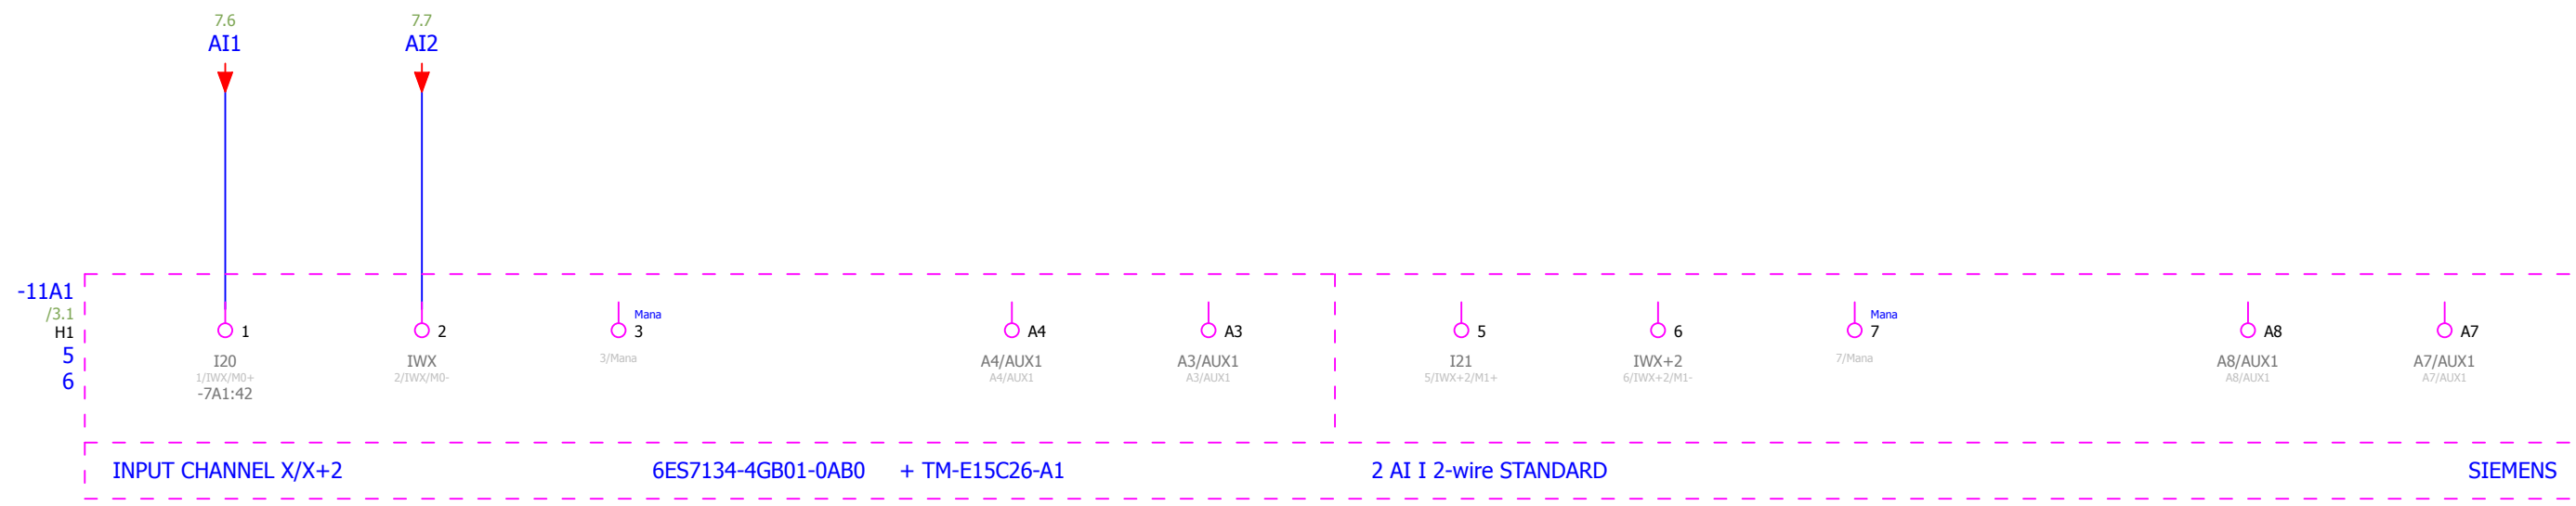 7.6 7.7
AI1 AI2
-11A1
/3.1
H1
5
6
1 2 Mana 3 A4 A3 5 6 Mana 7 A8 A7
I20 IWX 3/Mana A4/AUX1 A3/AUX1 I21 IWX+2 7/Mana A8/AUX1 A7/AUX1
1/IWX/M0+ 2/IWX/M0- A4/AUX1 A3/AUX1 5/IWX+2/M1+ 6/IWX+2/M1- A8/AUX1 A7/AUX1
-7A1:42
INPUT CHANNEL X/X+2 6ES7134-4GB01-0AB0 + TM-E15C26-A1 2 AI I 2-wire STANDARD SIEMENS